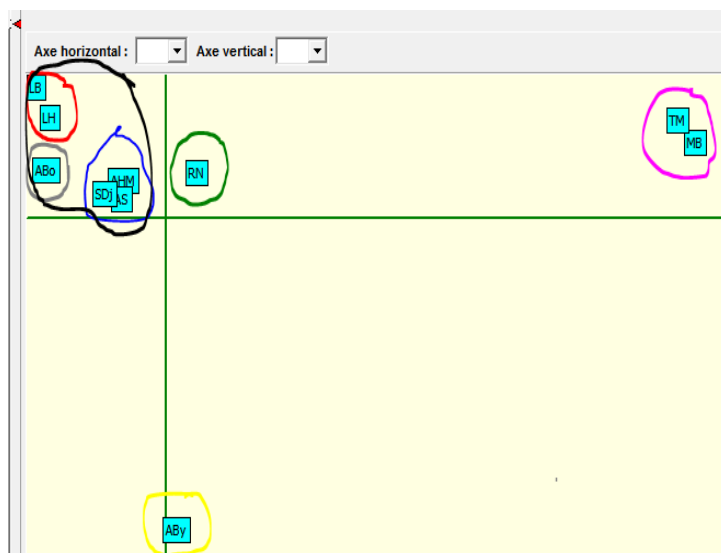 Axe horizontal : Axe vertical :
LB
LH
TM
MB
ABo
AHM
SDj
AS
RN
ABy